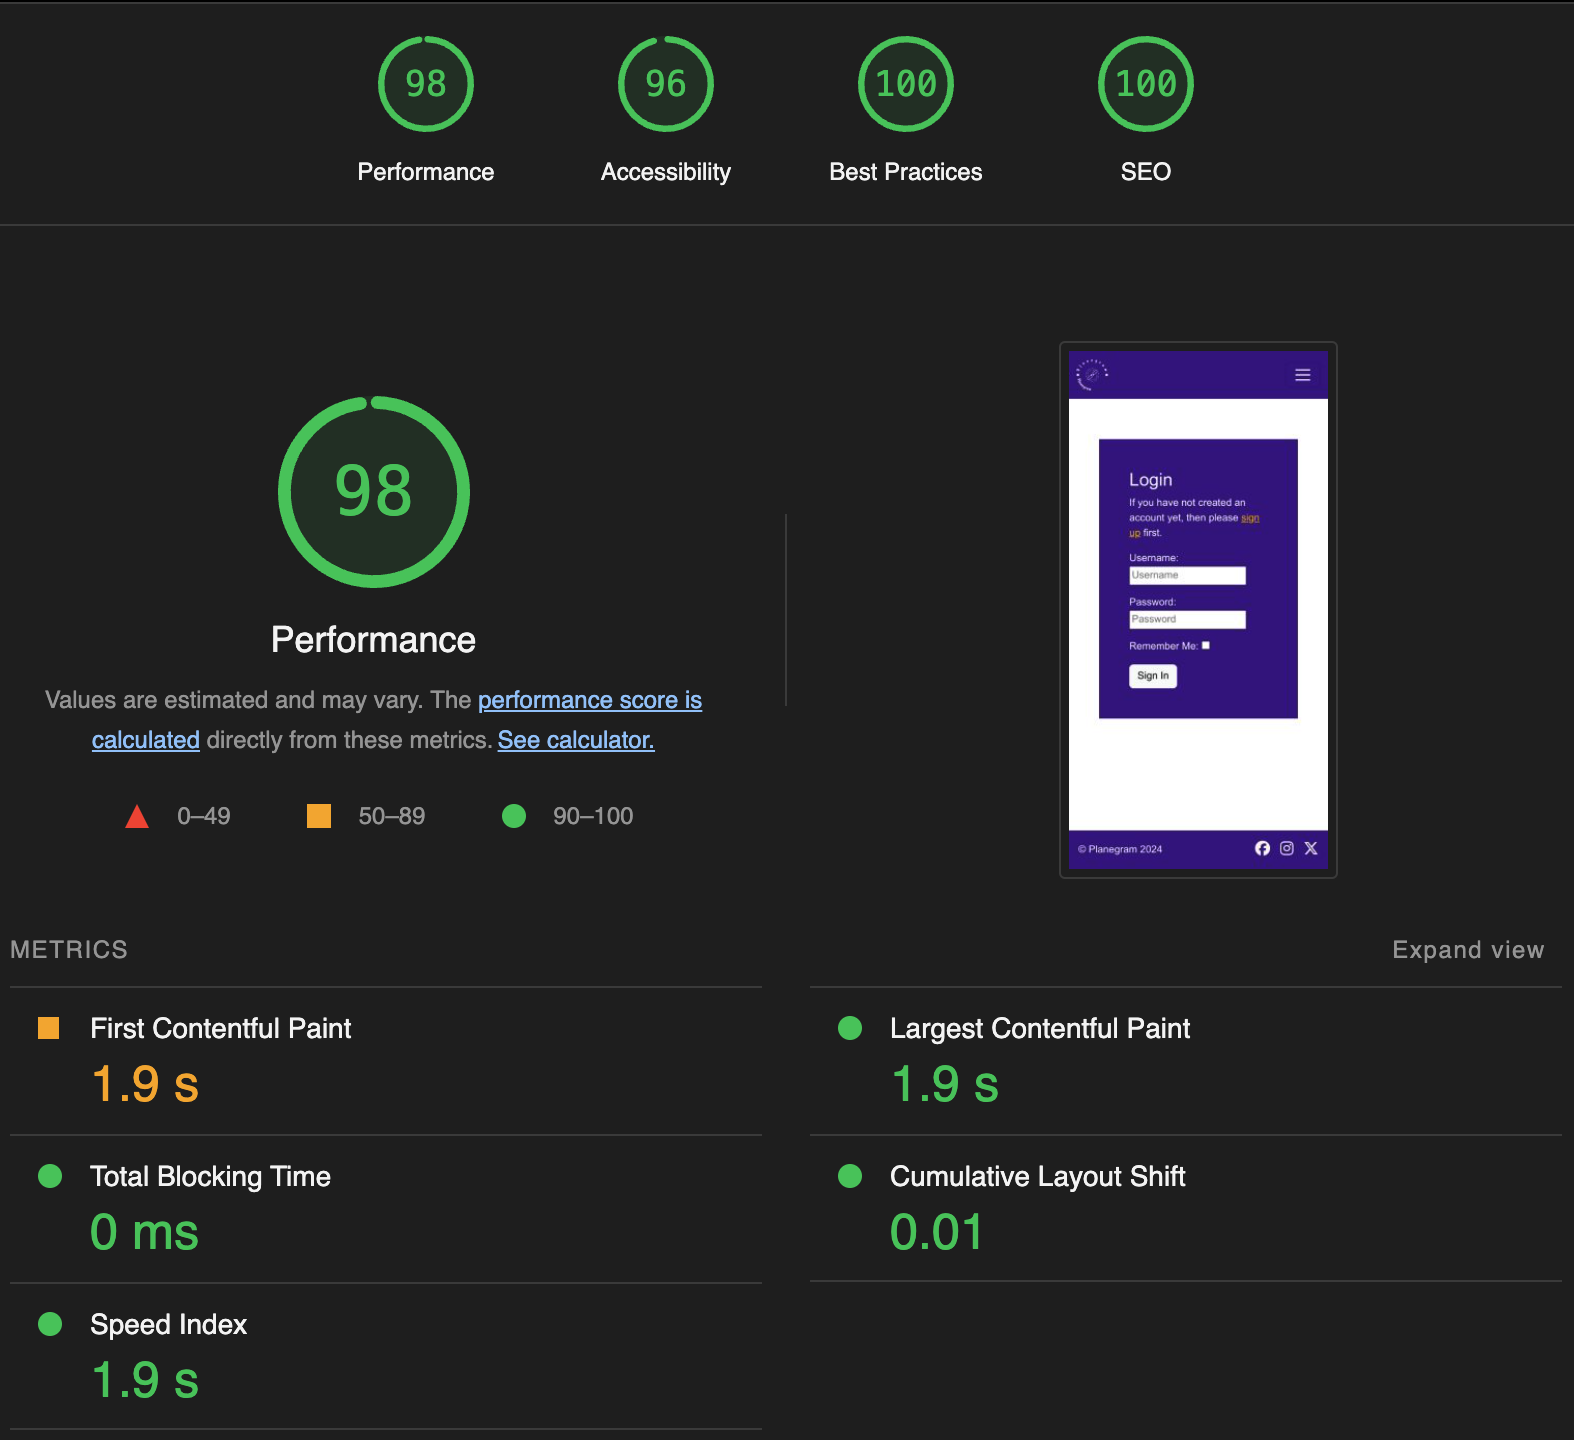 98
96
100
100
Performance
Accessibility
Best Practices
SEO
98
Performance
Values are estimated and may vary. The performance score is
calculated directly from these metrics. See calculator.
0–49
50–89
90–100
Login
If you have not created an
account yet, then please sign
up first.
Username:
Username
Password:
Password
Remember Me:
Sign In
© Planegram 2024
METRICS
Expand view
First Contentful Paint
1.9 s
Largest Contentful Paint
1.9 s
Total Blocking Time
0 ms
Cumulative Layout Shift
0.01
Speed Index
1.9 s